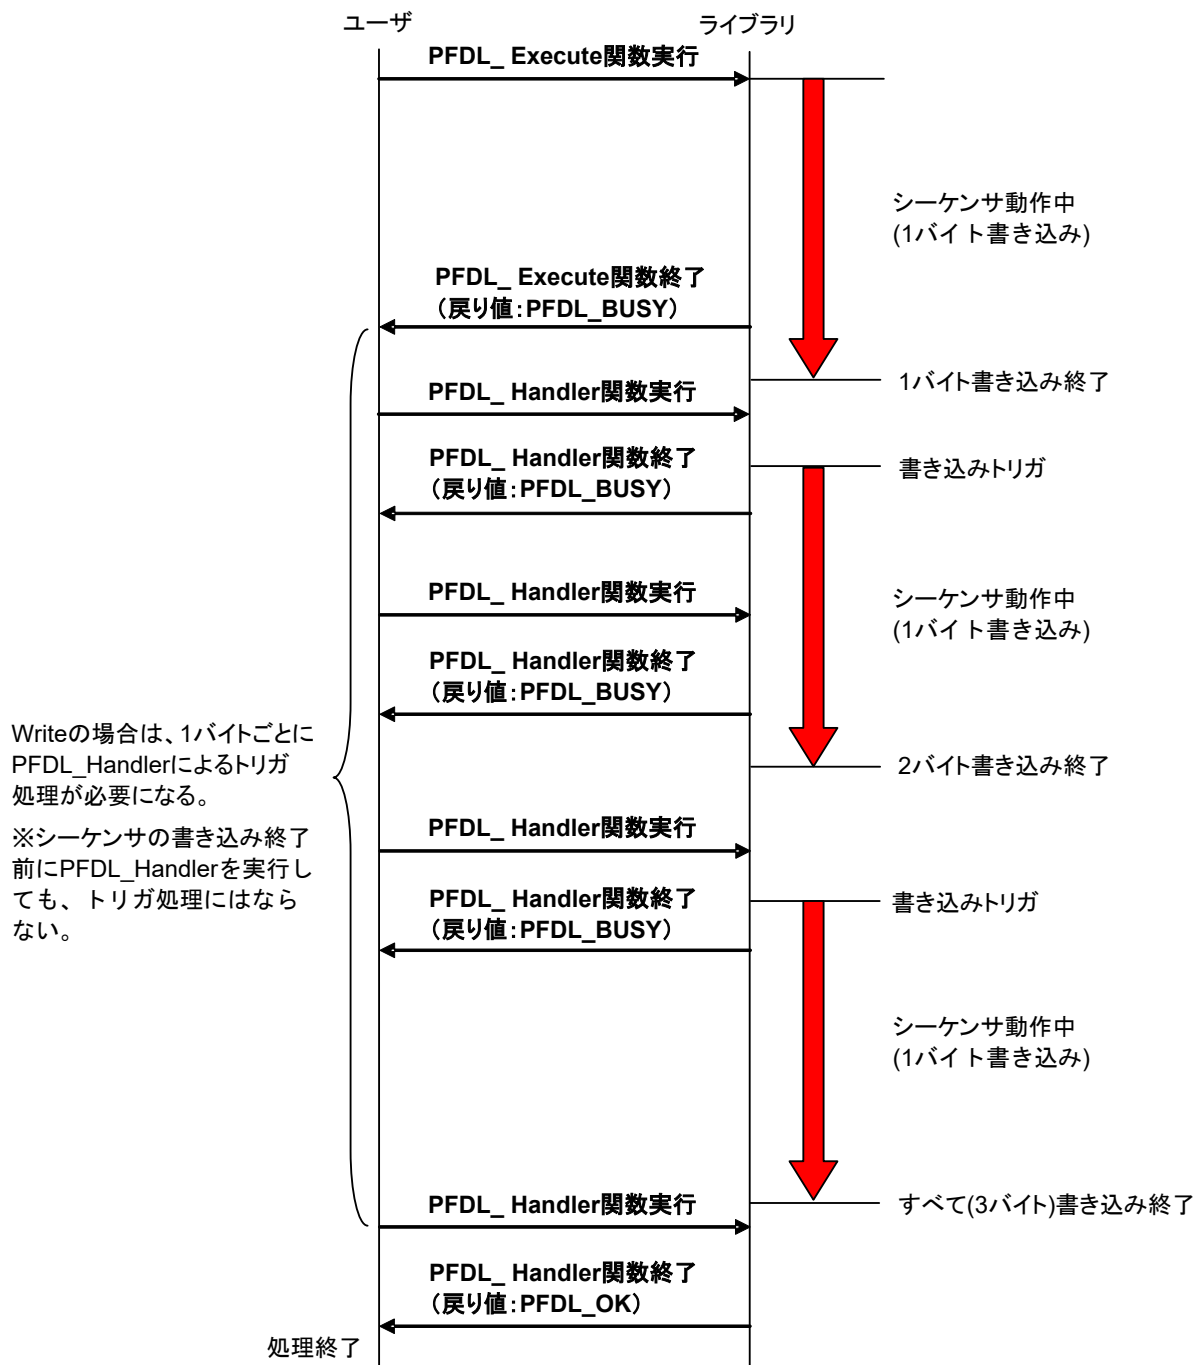 ユーザ
ライブラリ
PFDL_ Execute関数実行
シーケンサ動作中
(1バイト書き込み)
PFDL_ Execute関数終了
（戻り値：PFDL_BUSY）
1バイト書き込み終了
PFDL_ Handler関数実行
PFDL_ Handler関数終了
（戻り値：PFDL_BUSY）
書き込みトリガ
PFDL_ Handler関数実行
シーケンサ動作中
(1バイト書き込み)
PFDL_ Handler関数終了
（戻り値：PFDL_BUSY）
Writeの場合は、1バイトごとに
PFDL_Handlerによるトリガ
処理が必要になる。
※シーケンサの書き込み終了
前にPFDL_Handlerを実行し
ても、トリガ処理にはなら
ない。
2バイト書き込み終了
PFDL_ Handler関数実行
PFDL_ Handler関数終了
（戻り値：PFDL_BUSY）
書き込みトリガ
シーケンサ動作中
(1バイト書き込み)
すべて(3バイト)書き込み終了
PFDL_ Handler関数実行
PFDL_ Handler関数終了
（戻り値：PFDL_OK）
処理終了